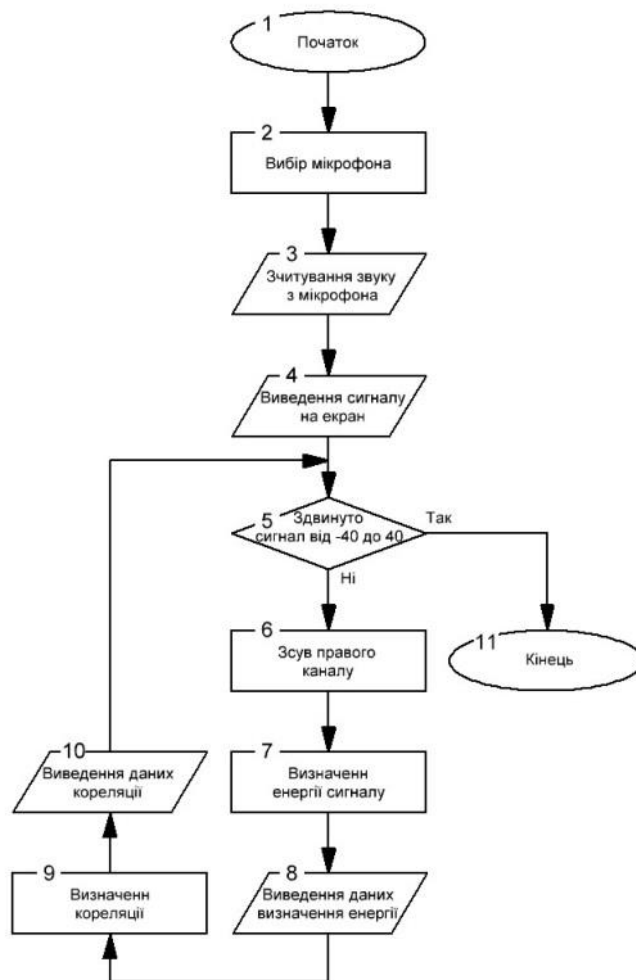 1
Початок
2
Вибір мікрофона
3
Зчитування звуку
з мікрофона
4
Виведення сигналу
на екран
5
Здвинуто
сигнал від -40 до 40
Так
Ні
6
Зсув правого
каналу
11
Кінець
7
Визначенн
енергії сигналу
8
Виведення даних
визначення енергії
9
Визначенн
кореляції
10
Виведення даних
кореляції